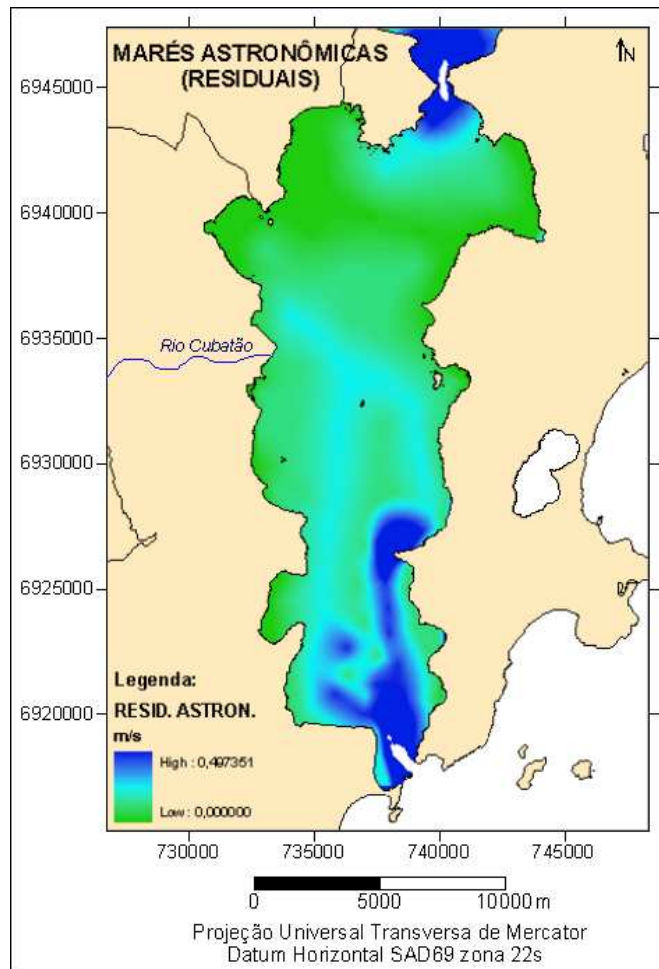 MARÉS ASTRONÔMICAS
(RESIDUAIS)
N
6945000
6940000
6935000
Rio Cubatão
6930000
6925000
6920000
Legenda:
RESID. ASTRON.
m/s
High : 0,497351
Low : 0,000000
730000 735000 740000 745000
0 5000 10000 m
Projeção Universal Transversa de Mercator
Datum Horizontal SAD69 zona 22s